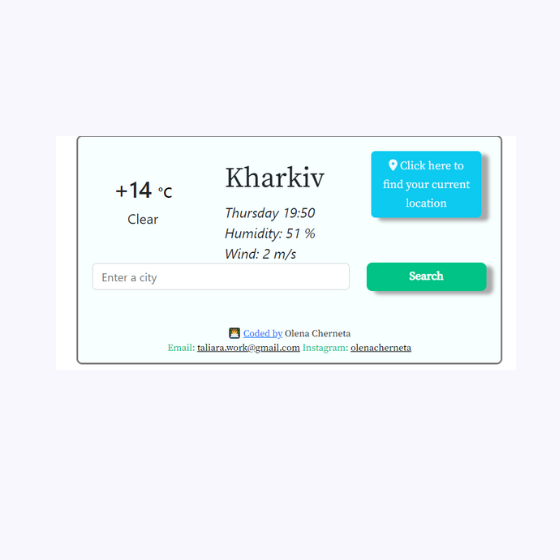 +14 °C
Clear
Kharkiv
Thursday 19:50
Humidity: 51 %
Wind: 2 m/s
Click here to
find your current
location
Enter a city
Search
Coded by Olena Cherneta
Email: taliara.work@gmail.com Instagram: olenacherneta